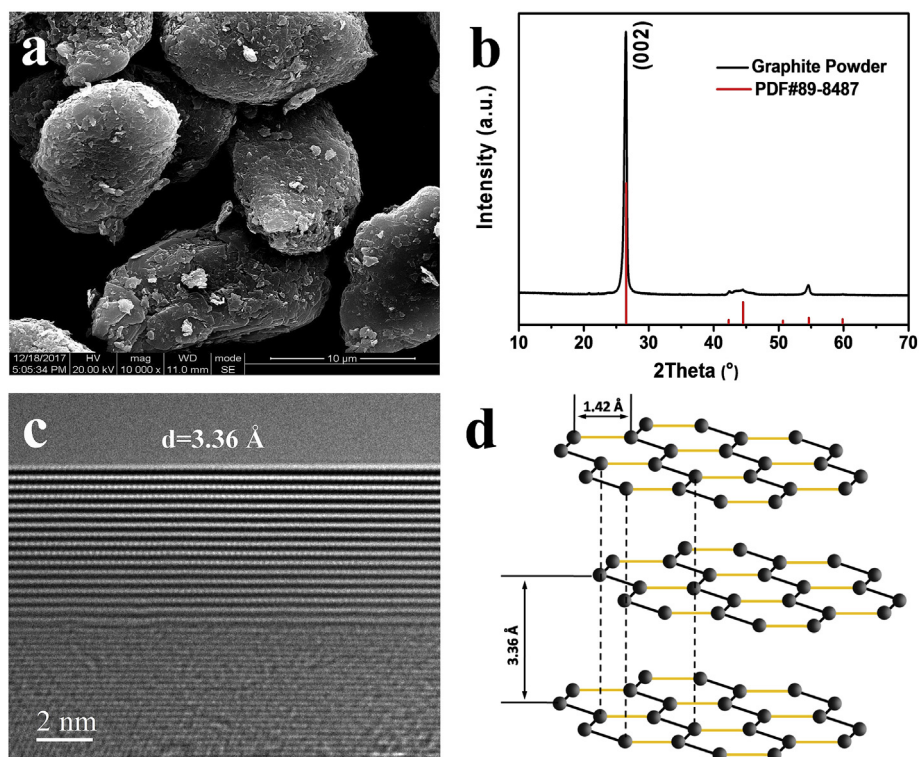 a
12/18/2017 HV mag WD mode
5:05:34 PM 20.00 kV 10 000 x 11.0 mm SE
10 µm
b
(002)
Graphite Powder
PDF#89-8487
Intensity (a.u.)
10 20 30 40 50 60 70
2Theta (°)
c
d=3.36 Å
2 nm
d
1.42 Å
3.36 Å